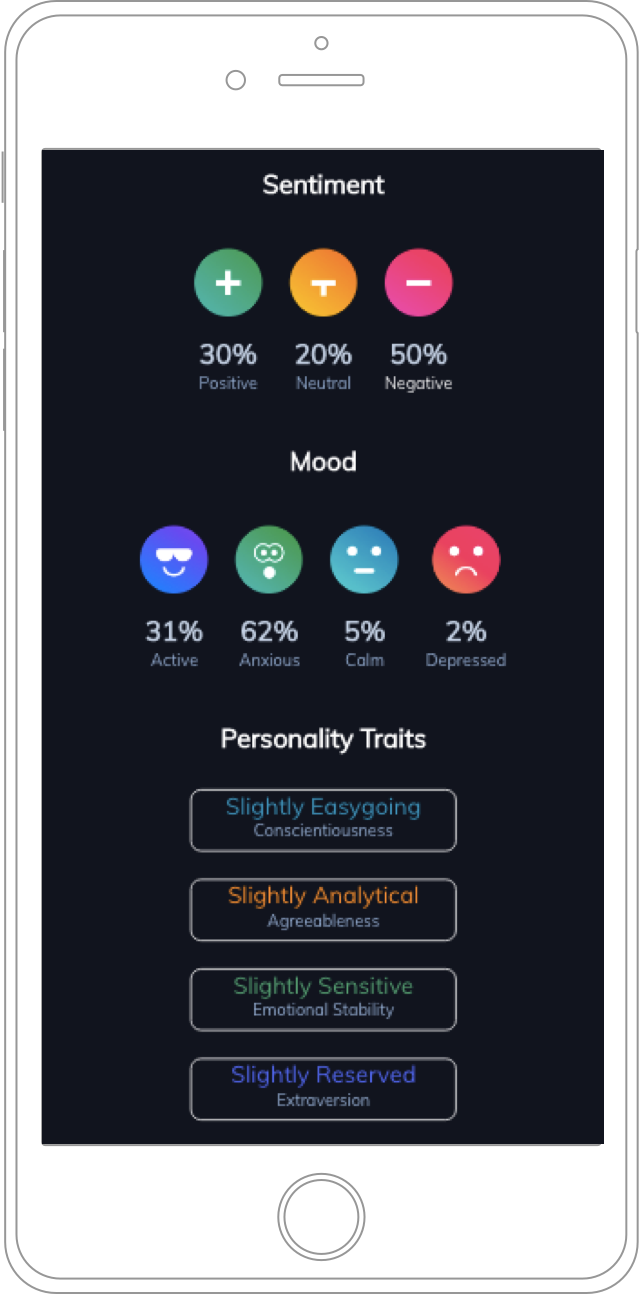 Sentiment
30% 20% 50%
Positive Neutral Negative
Mood
31% 62% 5% 2%
Active Anxious Calm Depressed
Personality Traits
Slightly Easygoing
Conscientiousness
Slightly Analytical
Agreeableness
Slightly Sensitive
Emotional Stability
Slightly Reserved
Extraversion